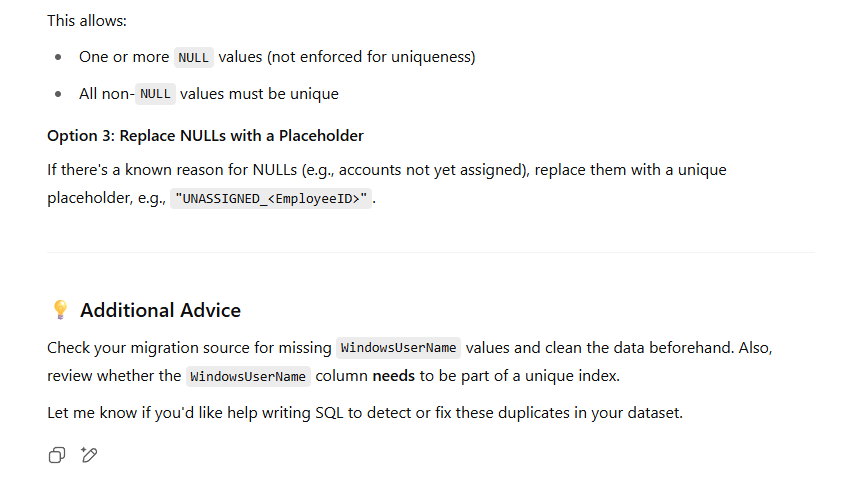 This allows:
One or more NULL values (not enforced for uniqueness)
All non-NULL values must be unique
Option 3: Replace NULLs with a Placeholder
If there's a known reason for NULLs (e.g., accounts not yet assigned), replace them with a unique
placeholder, e.g., "UNASSIGNED_<EmployeeID>".
Additional Advice
Check your migration source for missing WindowsUserName values and clean the data beforehand. Also,
review whether the WindowsUserName column needs to be part of a unique index.
Let me know if you'd like help writing SQL to detect or fix these duplicates in your dataset.